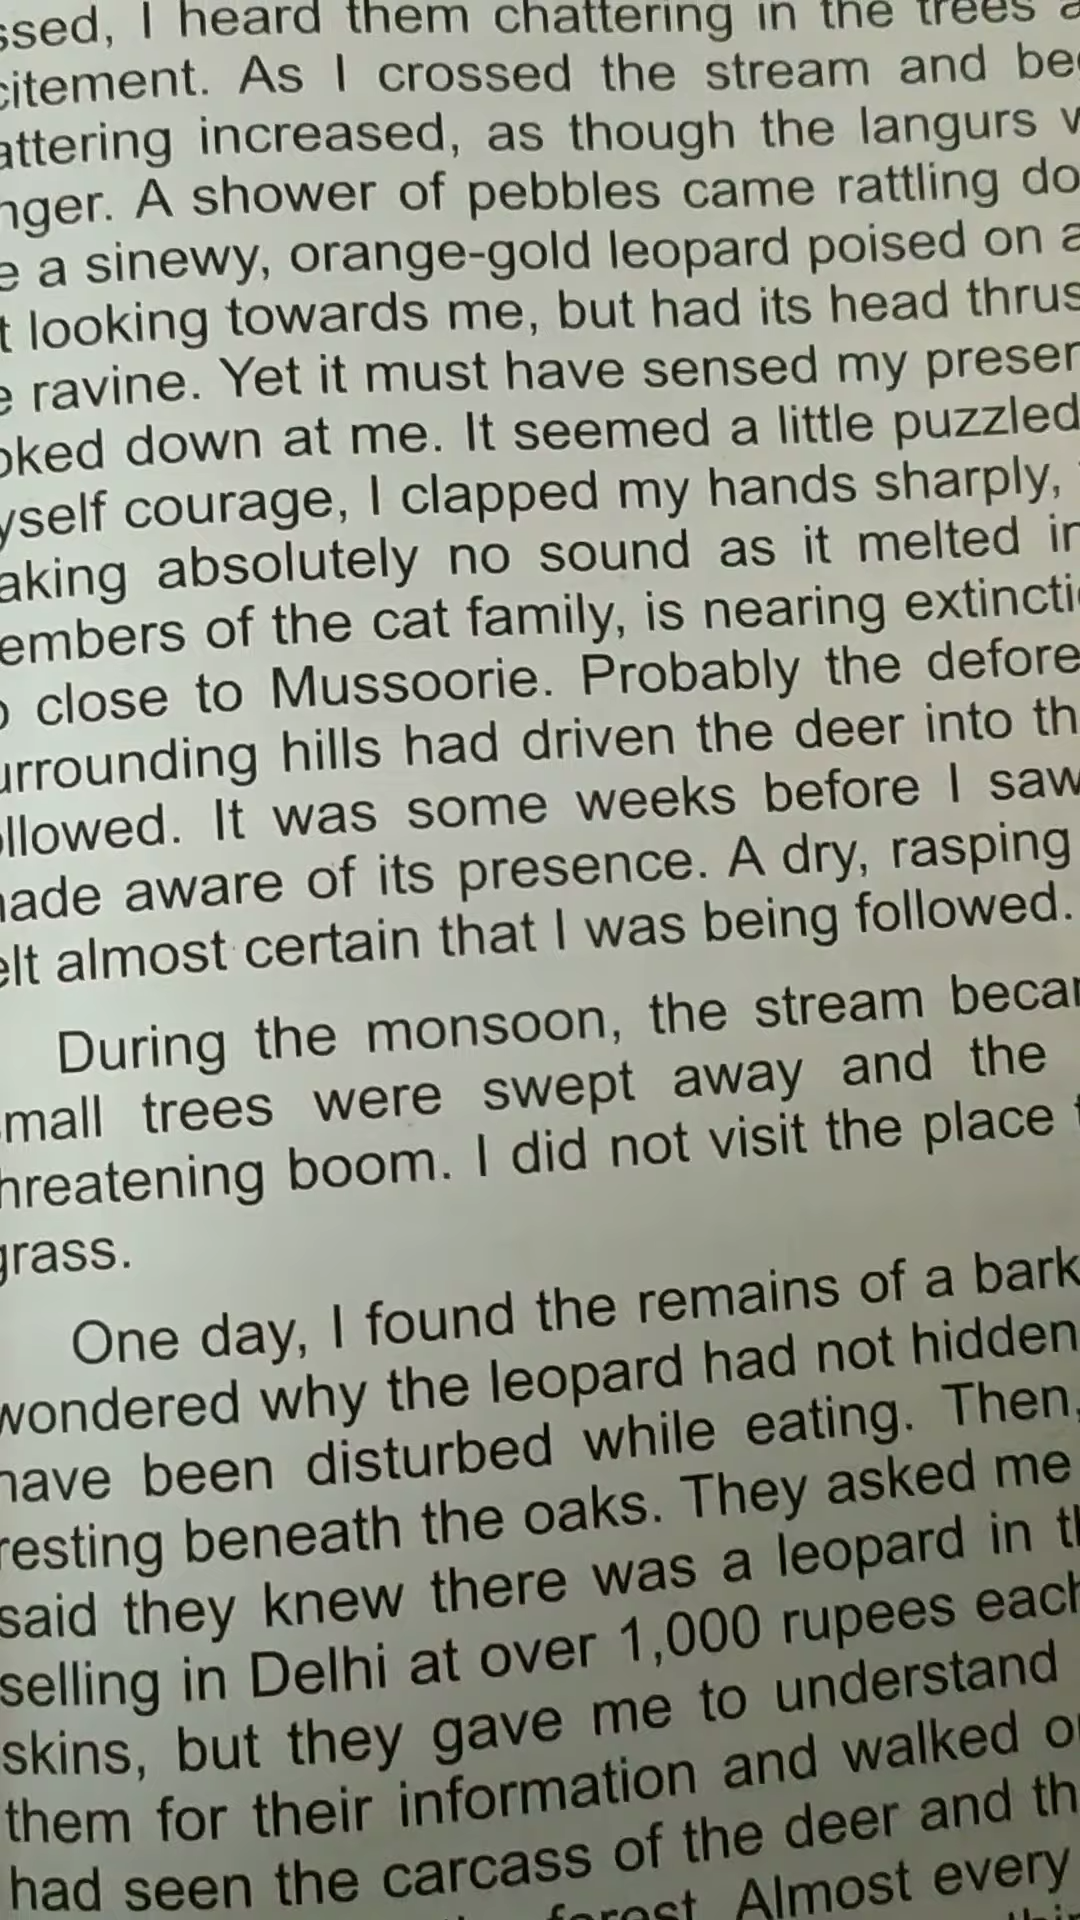 ssed, I heard them chattering in the trees a
citement. As I crossed the stream and be
attering increased, as though the langurs w
nger. A shower of pebbles came rattling do
e a sinewy, orange-gold leopard poised on a
t looking towards me, but had its head thrus
e ravine. Yet it must have sensed my presen
oked down at me. It seemed a little puzzled
yself courage, I clapped my hands sharply,
aking absolutely no sound as it melted in
embers of the cat family, is nearing extincti
o close to Mussoorie. Probably the defore
urrounding hills had driven the deer into th
ollowed. It was some weeks before I saw
nade aware of its presence. A dry, rasping
elt almost certain that I was being followed.
During the monsoon, the stream becam
small trees were swept away and the
hreatening boom. I did not visit the place
grass.
One day, I found the remains of a bark
wondered why the leopard had not hidden
have been disturbed while eating. Then,
resting beneath the oaks. They asked me
said they knew there was a leopard in th
selling in Delhi at over 1,000 rupees each
skins, but they gave me to understand
them for their information and walked o
had seen the carcass of the deer and th
forest. Almost every